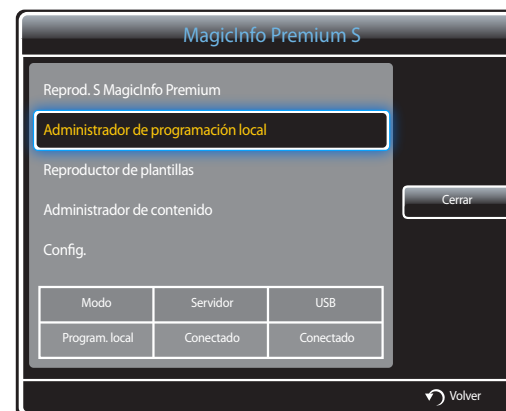 MagicInfo Premium S
Reprod. S MagicInfo Premium
Administrador de programación local
Reproductor de plantillas
Administrador de contenido
Config.
Cerrar
Modo Servidor USB
Program. local Conectado Conectado
Volver